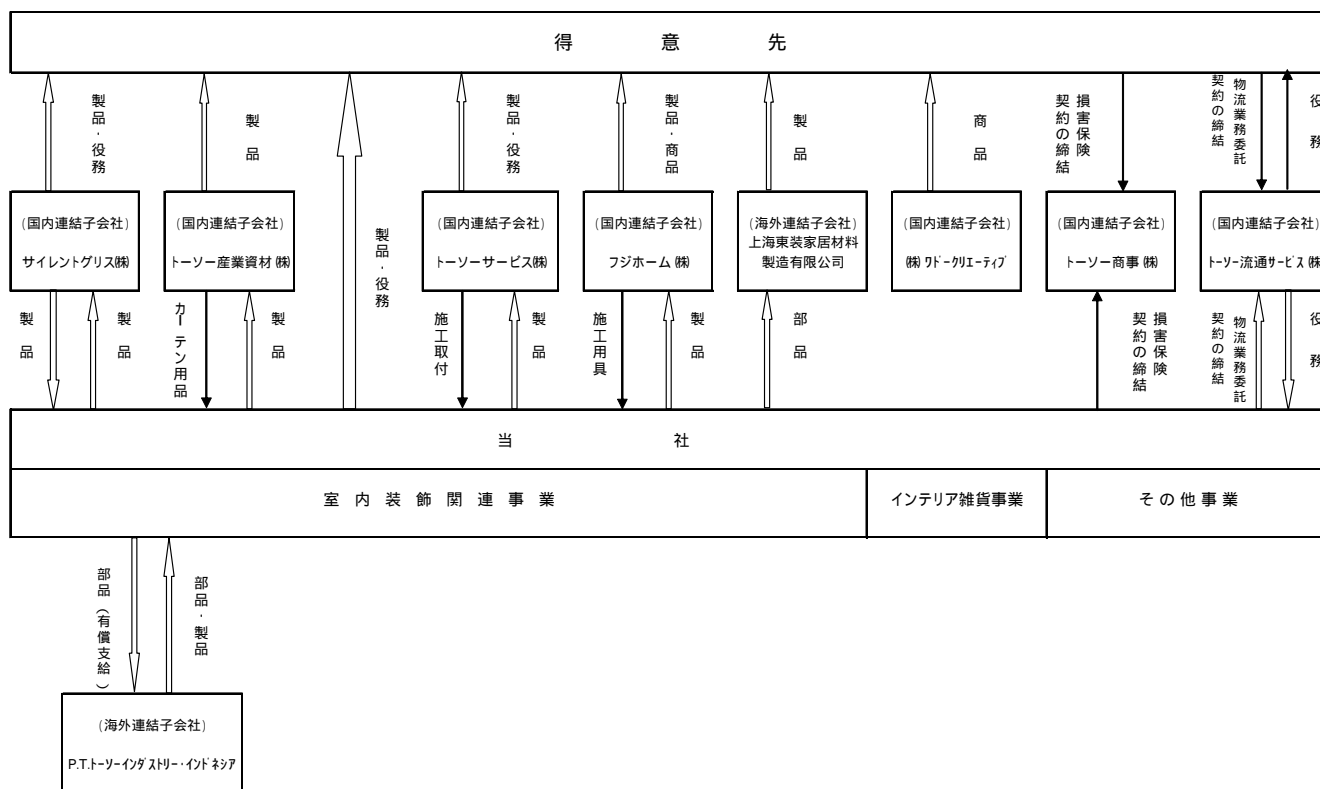 得意先
製品・役務
製品
製品・役務
製品・役務
製品・商品
製品
商品
損害保険
契約の締結
物流業務委託
契約の締結
役務
(国内連結子会社)
サイレントグリス(株)
(国内連結子会社)
トーソー産業資材(株)
(国内連結子会社)
トーソーサービス(株)
(国内連結子会社)
フジホーム(株)
(海外連結子会社)
上海東装家居材料
製造有限公司
(国内連結子会社)
(株)ワドークリエーティブ
(国内連結子会社)
トーソー商事(株)
(国内連結子会社)
トーソー流通サービス(株)
製品
製品
カーテン用品
製品
施工取付
製品
施工用具
製品
部品
損害保険
契約の締結
物流業務委託
契約の締結
役務
当社
室内装飾関連事業
インテリア雑貨事業
その他事業
部品(有償支給)
部品・製品
(海外連結子会社)
P.T.トーソーインダストリー・インドネシア